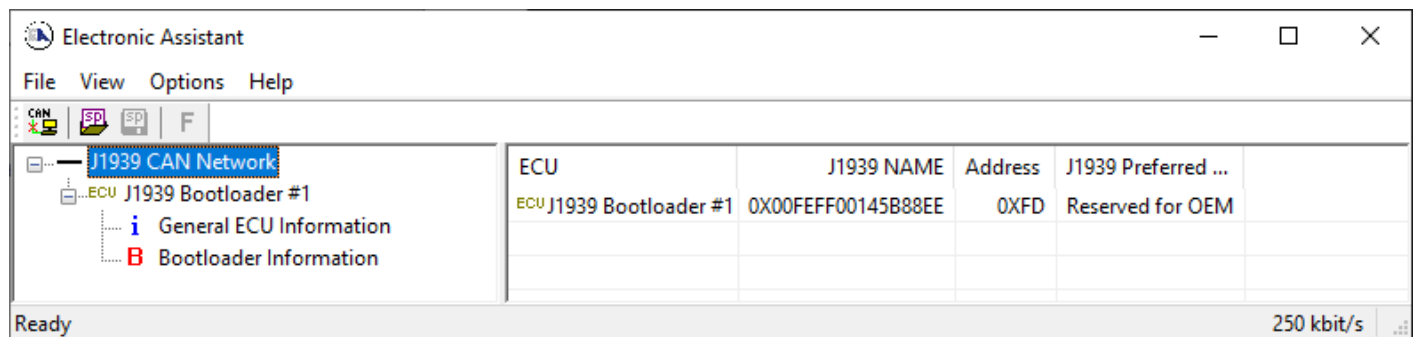 Electronic Assistant
File View Options Help
CAN SP SP F
J1939 CAN Network
ECU J1939 Bootloader #1
i General ECU Information
B Bootloader Information
ECU J1939 NAME Address J1939 Preferred ...
ECU J1939 Bootloader #1 0X00FEFF00145B88EE 0XFD Reserved for OEM
Ready 250 kbit/s